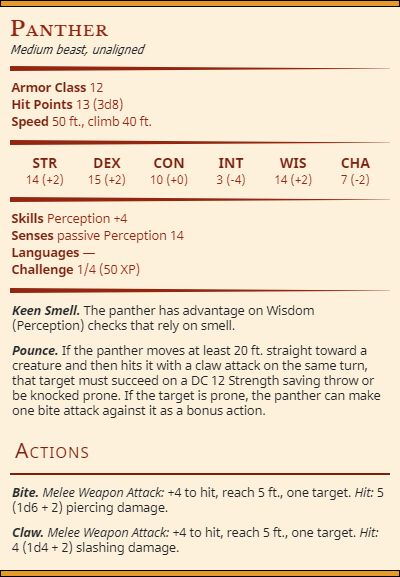 PANTHER
Medium beast, unaligned
Armor Class 12
Hit Points 13 (3d8)
Speed 50 ft., climb 40 ft.
STR DEX CON INT WIS CHA
14 (+2) 15 (+2) 10 (+0) 3 (-4) 14 (+2) 7 (-2)
Skills Perception +4
Senses passive Perception 14
Languages —
Challenge 1/4 (50 XP)
Keen Smell. The panther has advantage on Wisdom
(Perception) checks that rely on smell.
Pounce. If the panther moves at least 20 ft. straight toward a
creature and then hits it with a claw attack on the same turn,
that target must succeed on a DC 12 Strength saving throw or
be knocked prone. If the target is prone, the panther can make
one bite attack against it as a bonus action.
ACTIONS
Bite. Melee Weapon Attack: +4 to hit, reach 5 ft., one target. Hit: 5
(1d6 + 2) piercing damage.
Claw. Melee Weapon Attack: +4 to hit, reach 5 ft., one target. Hit:
4 (1d4 + 2) slashing damage.